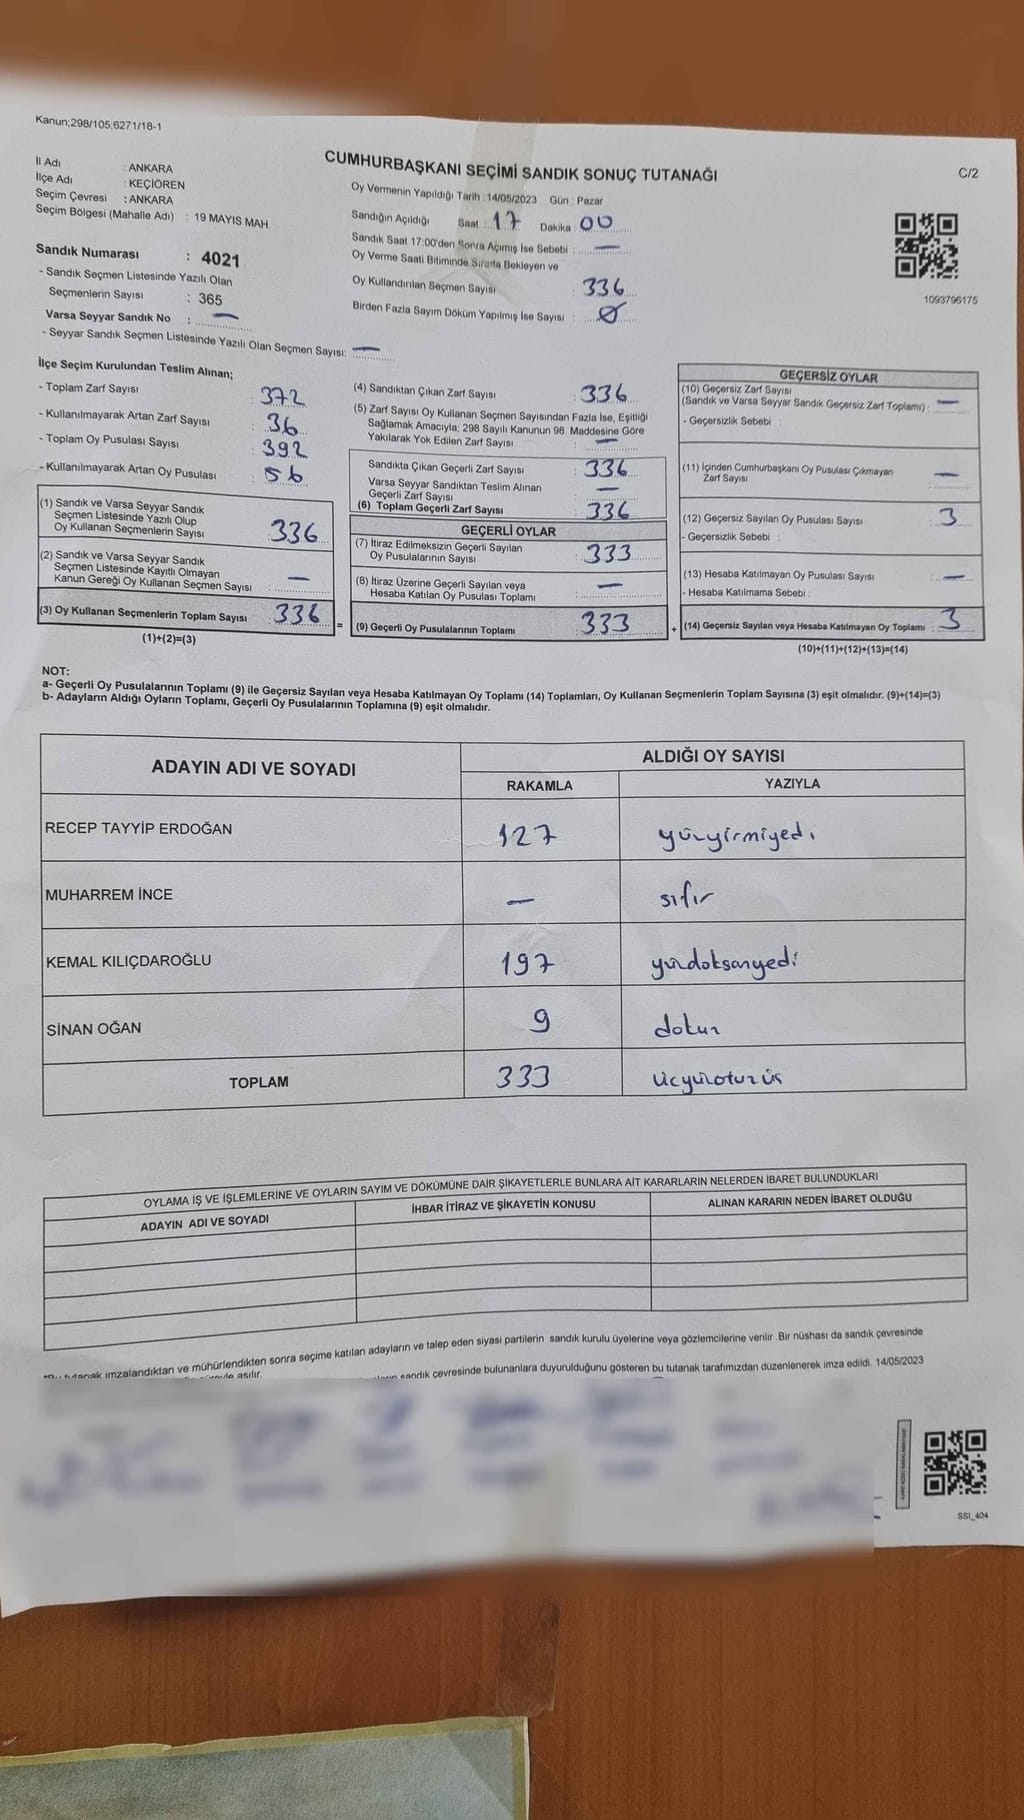 Kanun;298/105;6271/18-1
CUMHURBAŞKANI SEÇİMİ SANDIK SONUÇ TUTANAĞI
C/2
İl Adı : ANKARA
İlçe Adı : KEÇİÖREN
Seçim Çevresi : ANKARA
Seçim Bölgesi (Mahalle Adı) : 19 MAYIS MAH
Sandık Numarası : 4021
- Sandık Seçmen Listesinde Yazılı Olan
Seçmenlerin Sayısı : 365
Varsa Seyyar Sandık No : —
- Seyyar Sandık Seçmen Listesinde Yazılı Olan Seçmen Sayısı: —
Oy Vermenin Yapıldığı Tarih : 14/05/2023 Gün : Pazar
Sandığın Açıldığı Saat : 17 Dakika : 00
Sandık Saat 17:00'den Sonra Açımış İse Sebebi : —
Oy Verme Saati Bitiminde Sırada Bekleyen ve
Oy Kullandırılan Seçmen Sayısı : 336
Birden Fazla Sayım Döküm Yapılmış İse Sayısı : Ø
1093796175
İlçe Seçim Kurulundan Teslim Alınan;
- Toplam Zarf Sayısı : 372
- Kullanılmayarak Artan Zarf Sayısı : 36
- Toplam Oy Pusulası Sayısı : 392
- Kullanılmayarak Artan Oy Pusulası : 56
(1) Sandık ve Varsa Seyyar Sandık
Seçmen Listesinde Yazılı Olup
Oy Kullanan Seçmenlerin Sayısı : 336
(2) Sandık ve Varsa Seyyar Sandık
Seçmen Listesinde Kayıtlı Olmayan
Kanun Gereği Oy Kullanan Seçmen Sayısı : —
(3) Oy Kullanan Seçmenlerin Toplam Sayısı : 336
(1)+(2)=(3)
=
(4) Sandıktan Çıkan Zarf Sayısı : 336
(5) Zarf Sayısı Oy Kullanan Seçmen Sayısından Fazla İse, Eşitliği
Sağlamak Amacıyla; 298 Sayılı Kanunun 98. Maddesine Göre
Yakılarak Yok Edilen Zarf Sayısı : —
Sandıkta Çıkan Geçerli Zarf Sayısı : 336
Varsa Seyyar Sandıktan Teslim Alınan
Geçerli Zarf Sayısı : —
(6) Toplam Geçerli Zarf Sayısı : 336
GEÇERLİ OYLAR
(7) İtiraz Edilmeksizin Geçerli Sayılan
Oy Pusulalarının Sayısı : 333
(8) İtiraz Üzerine Geçerli Sayılan veya
Hesaba Katılan Oy Pusulası Toplamı : —
(9) Geçerli Oy Pusulalarının Toplamı : 333
+
GEÇERSİZ OYLAR
(10) Geçersiz Zarf Sayısı
(Sandık ve Varsa Seyyar Sandık Geçersiz Zarf Toplamı) : —
- Geçersizlik Sebebi :
(11) İçinden Cumhurbaşkanı Oy Pusulası Çıkmayan
Zarf Sayısı : —
(12) Geçersiz Sayılan Oy Pusulası Sayısı : 3
- Geçersizlik Sebebi :
(13) Hesaba Katılmayan Oy Pusulası Sayısı : —
- Hesaba Katılmama Sebebi :
(14) Geçersiz Sayılan veya Hesaba Katılmayan Oy Toplamı : 3
(10)+(11)+(12)+(13)=(14)
NOT:
a- Geçerli Oy Pusulalarının Toplamı (9) ile Geçersiz Sayılan veya Hesaba Katılmayan Oy Toplamı (14) Toplamları, Oy Kullanan Seçmenlerin Toplam Sayısına (3) eşit olmalıdır. (9)+(14)=(3)
b- Adayların Aldığı Oyların Toplamı, Geçerli Oy Pusulalarının Toplamına (9) eşit olmalıdır.
ADAYIN ADI VE SOYADI
ALDIĞI OY SAYISI
RAKAMLA YAZIYLA
RECEP TAYYİP ERDOĞAN 127 yüzyirmiyedi
MUHARREM İNCE — sıfır
KEMAL KILIÇDAROĞLU 197 yüzdoksanyedi
SİNAN OĞAN 9 dokuz
TOPLAM 333 üçyüzotuzüç
OYLAMA İŞ VE İŞLEMLERİNE VE OYLARIN SAYIM VE DÖKÜMÜNE DAİR ŞİKAYETLERLE BUNLARA AİT KARARLARIN NELERDEN İBARET BULUNDUKLARI
ADAYIN ADI VE SOYADI İHBAR İTİRAZ VE ŞİKAYETİN KONUSU ALINAN KARARIN NEDEN İBARET OLDUĞU
*Bu tutanak imzalandıktan ve mühürlendikten sonra seçime katılan adayların ve talep eden siyasi partilerin sandık kurulu üyelerine veya gözlemcilerine verilir .Bir nüshası da sandık çevresinde
asılır.
sandık çevresinde bulunanlara duyurulduğunu gösteren bu tutanak tarafımızdan düzenlenerek imza edildi. 14/05/2023
SSI_404